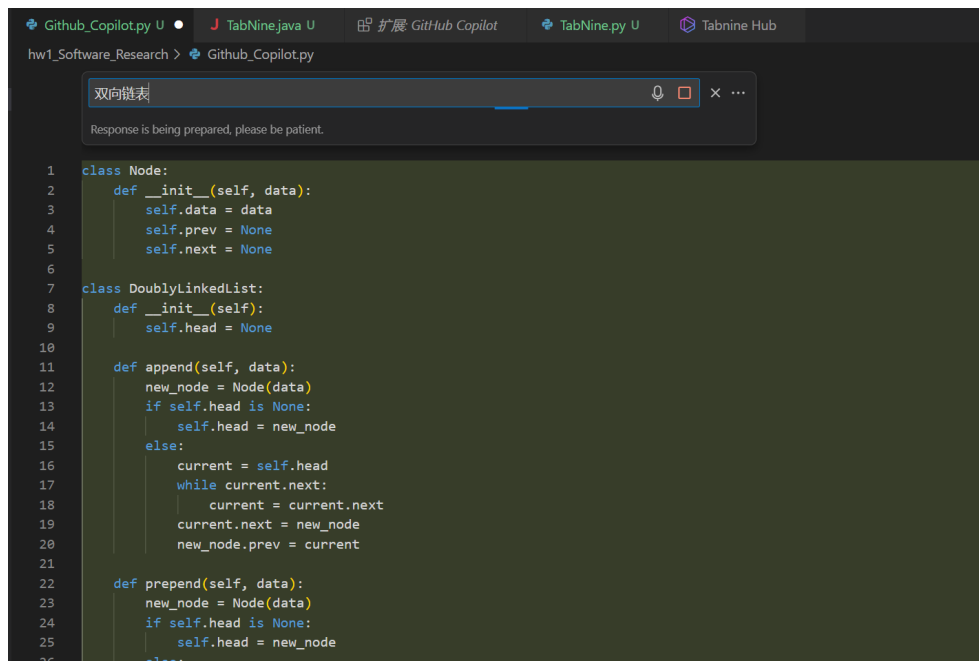 Github_Copilot.py U ● J TabNine.java U 扩展: GitHub Copilot TabNine.py U Tabnine Hub
hw1_Software_Research > Github_Copilot.py
双向链表
Response is being prepared, please be patient.
1 class Node:
2     def __init__(self, data):
3         self.data = data
4         self.prev = None
5         self.next = None
6
7 class DoublyLinkedList:
8     def __init__(self):
9         self.head = None
10
11     def append(self, data):
12         new_node = Node(data)
13         if self.head is None:
14             self.head = new_node
15         else:
16             current = self.head
17             while current.next:
18                 current = current.next
19             current.next = new_node
20             new_node.prev = current
21
22     def prepend(self, data):
23         new_node = Node(data)
24         if self.head is None:
25             self.head = new_node
26         else: